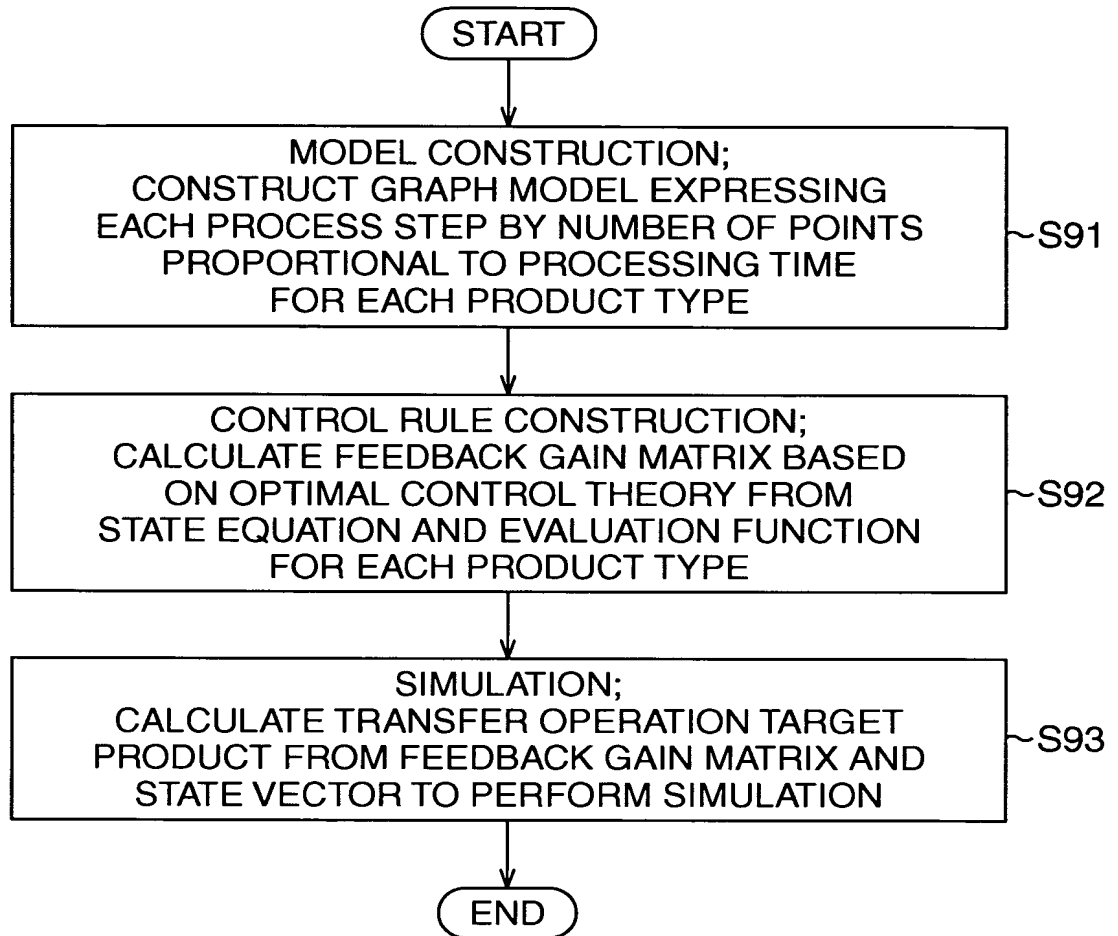 START
MODEL CONSTRUCTION;
CONSTRUCT GRAPH MODEL EXPRESSING
EACH PROCESS STEP BY NUMBER OF POINTS
PROPORTIONAL TO PROCESSING TIME
FOR EACH PRODUCT TYPE
~S91
CONTROL RULE CONSTRUCTION;
CALCULATE FEEDBACK GAIN MATRIX BASED
ON OPTIMAL CONTROL THEORY FROM
STATE EQUATION AND EVALUATION FUNCTION
FOR EACH PRODUCT TYPE
~S92
SIMULATION;
CALCULATE TRANSFER OPERATION TARGET
PRODUCT FROM FEEDBACK GAIN MATRIX AND
STATE VECTOR TO PERFORM SIMULATION
~S93
END